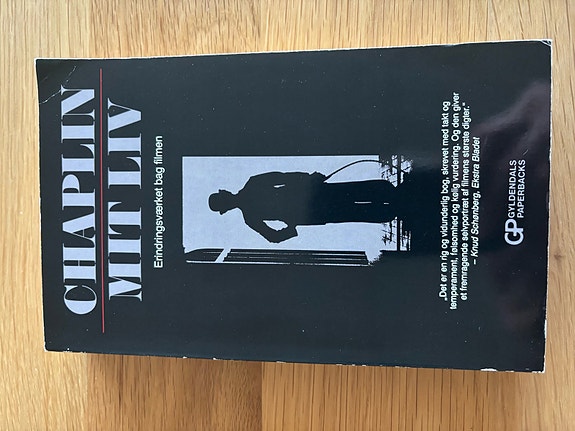 CHAPLIN
MIT LIV
Erindringsværket bag filmen
„Det er en rig og vidunderlig bog, skrevet med takt og
temperament, følsomhed og kølig vurdering. Og den giver
et fremragende selvportræt af filmens største digter."
– Knud Schønberg, Ekstra Bladet
GP GYLDENDALS
PAPERBACKS